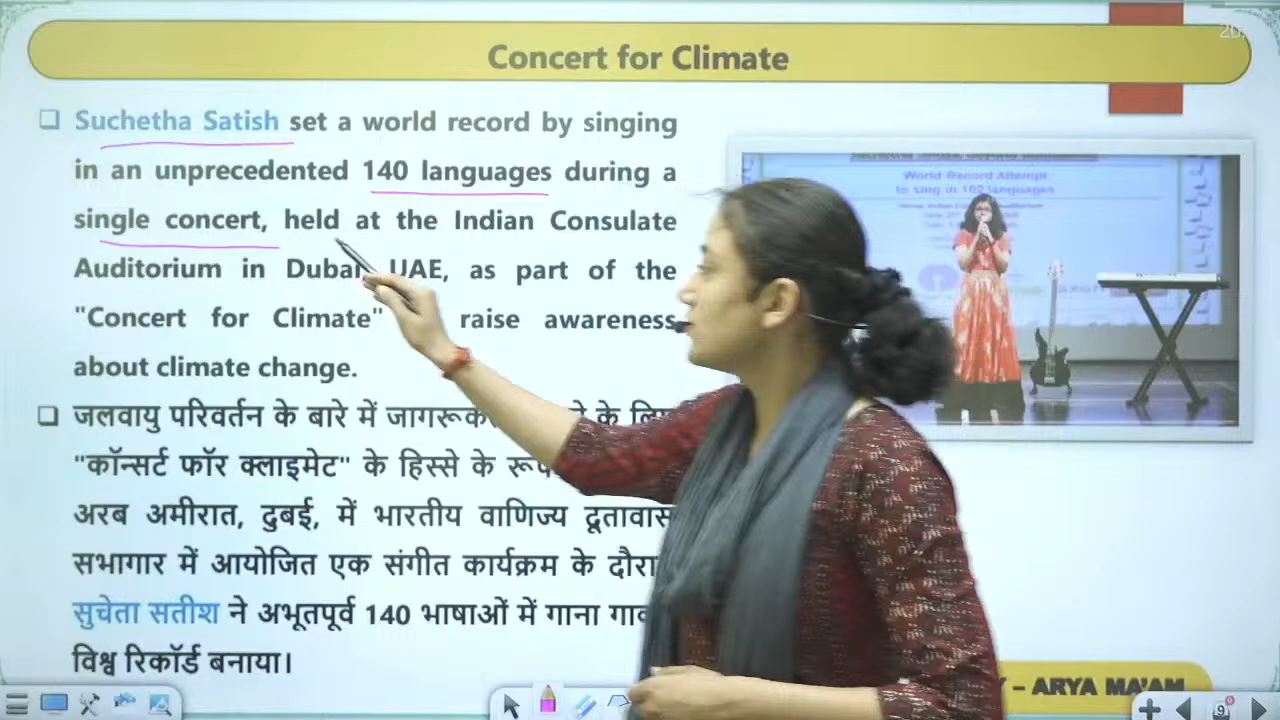 Concert for Climate
Suchetha Satish set a world record by singing
in an unprecedented 140 languages during a
single concert, held at the Indian Consulate
Auditorium in Dubai UAE, as part of the
"Concert for Climate" raise awareness
about climate change.
जलवायु परिवर्तन के बारे में के
"कॉन्सर्ट फॉर क्लाइमेट" के हिस्से के
अरब अमीरात, दुबई, में भारतीय वाणिज्य दूतावास
सभागार में आयोजित एक संगीत कार्यक्रम के
सुचेता सतीश ने अभूतपूर्व 140 भाषाओं में गाना
विश्व रिकॉर्ड बनाया।
World Record Attempt
to sing in 102 languages
– ARYA MA'AM